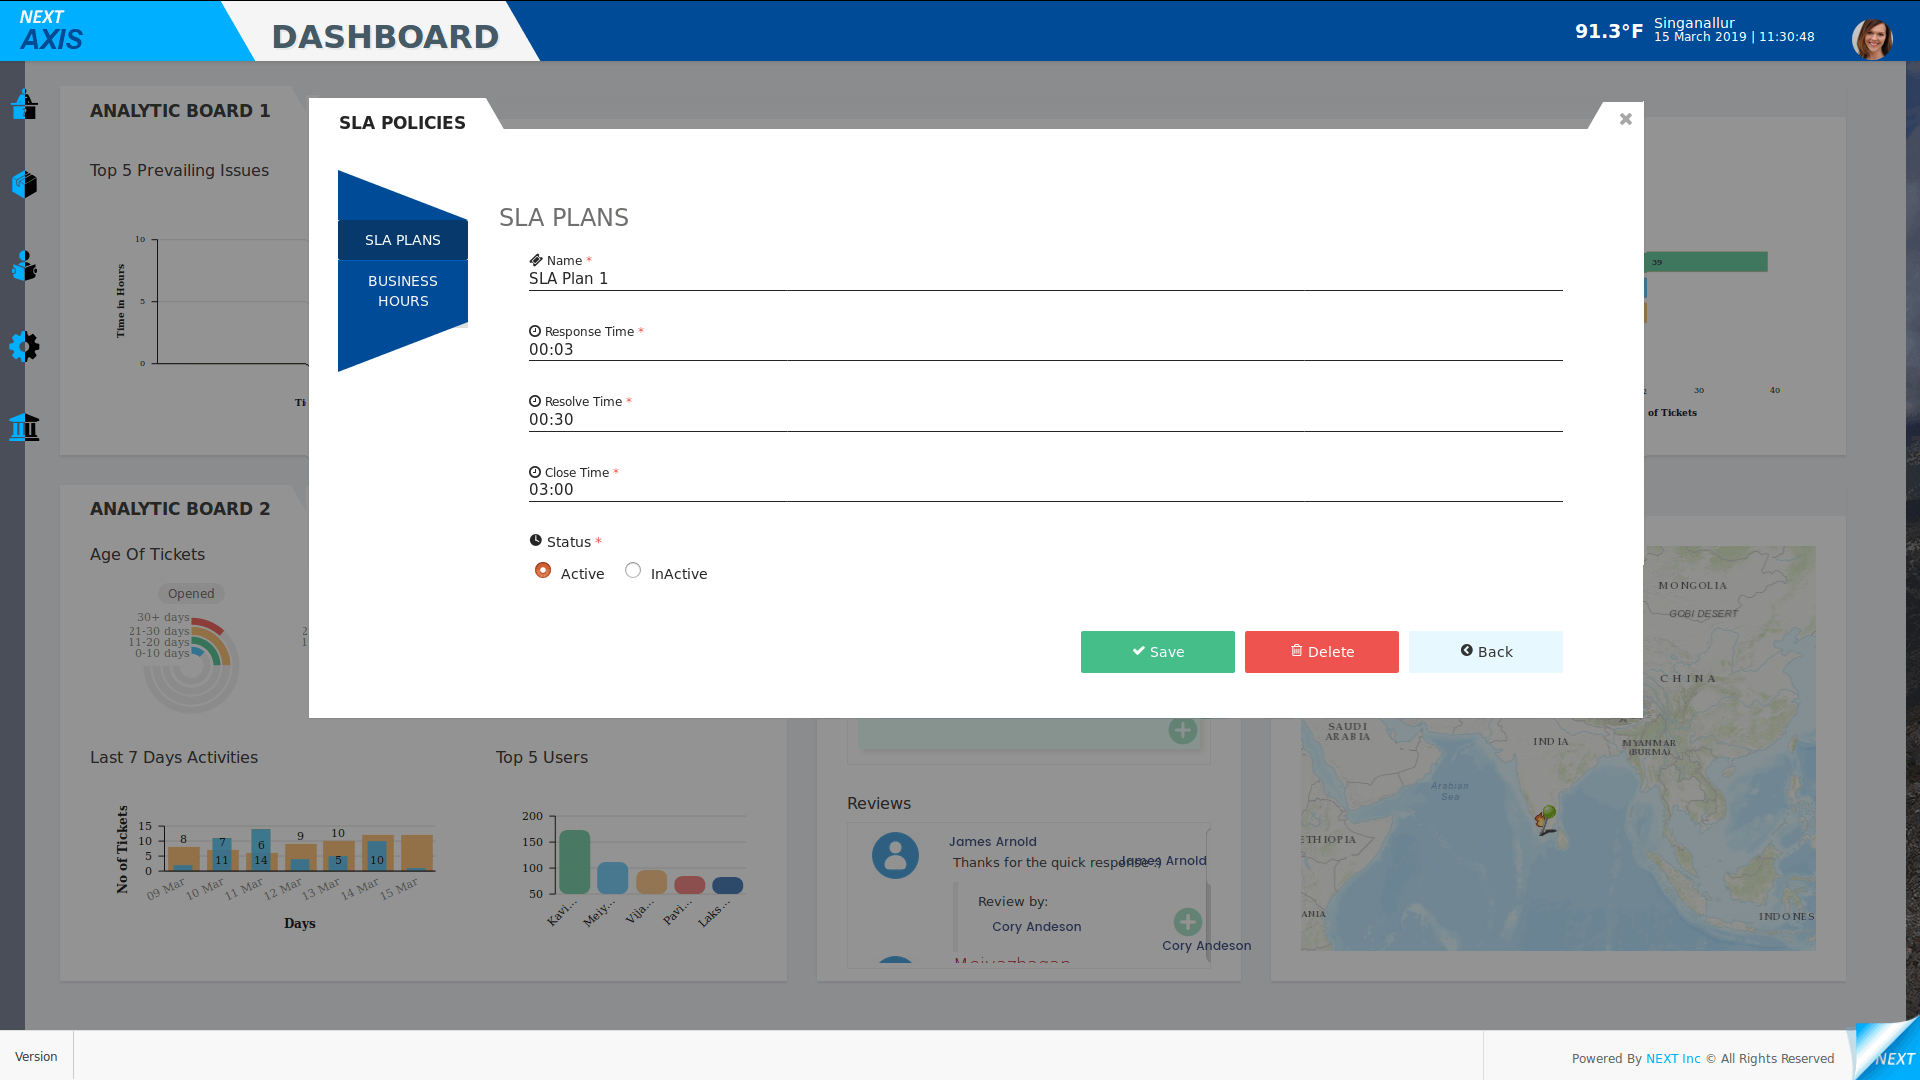 NEXT
AXIS
DASHBOARD
91.3°F
Singanallur
15 March 2019 | 11:30:48
ANALYTIC BOARD 1
Top 5 Prevailing Issues
10
5
0
Time in Hours
SLA POLICIES
SLA PLANS
BUSINESS
HOURS
SLA PLANS
Name *
SLA Plan 1
Response Time *
00:03
Resolve Time *
00:30
Close Time *
03:00
Status *
Active
InActive
Save
Delete
Back
39
30
40
of Tickets
ANALYTIC BOARD 2
Age Of Tickets
Opened
30+ days
21-30 days
11-20 days
0-10 days
Last 7 Days Activities
No of Tickets
15
10
5
0
8
7
11
6
14
9
10
5
10
09 Mar
10 Mar
11 Mar
12 Mar
13 Mar
14 Mar
15 Mar
Days
Top 5 Users
200
150
100
50
Kavi...
Meiy...
Vija...
Pavi...
Laks...
Reviews
James Arnold
Thanks for the quick response :)
James Arnold
Review by:
Cory Andeson
Cory Andeson
Meiyazhagan
MONGOLIA
GOBI DESERT
CHINA
SAUDI
ARABIA
INDIA
MYANMAR
(BURMA)
Arabian
Sea
ETHIOPIA
ANIA
INDONES
Version
Powered By NEXT Inc © All Rights Reserved
NEXT